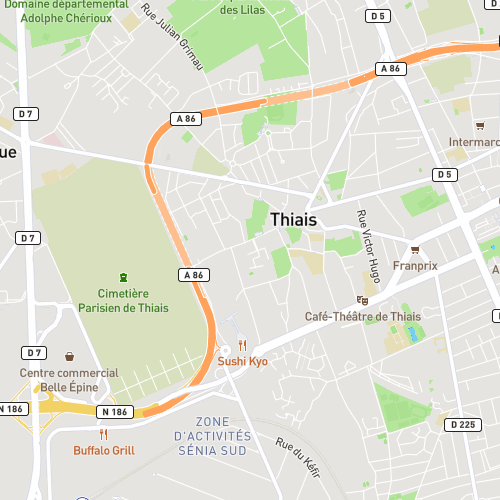 Domaine départemental
Adolphe Chérioux
des Lilas
Rue Julian Grimau
D 5
A 86
D 7
A 86
Intermarc
ue
D 5
Thiais
Rue Victor Hugo
D 7
Franprix
A 86
Cimetière
Parisien de Thiais
Café-Théâtre de Thiais
D 7
Centre commercial
Belle Épine
Sushi Kyo
N 186
N 186
ZONE
D'ACTIVITÉS
SÉNIA SUD
D 225
Buffalo Grill
Rue du Kéfir